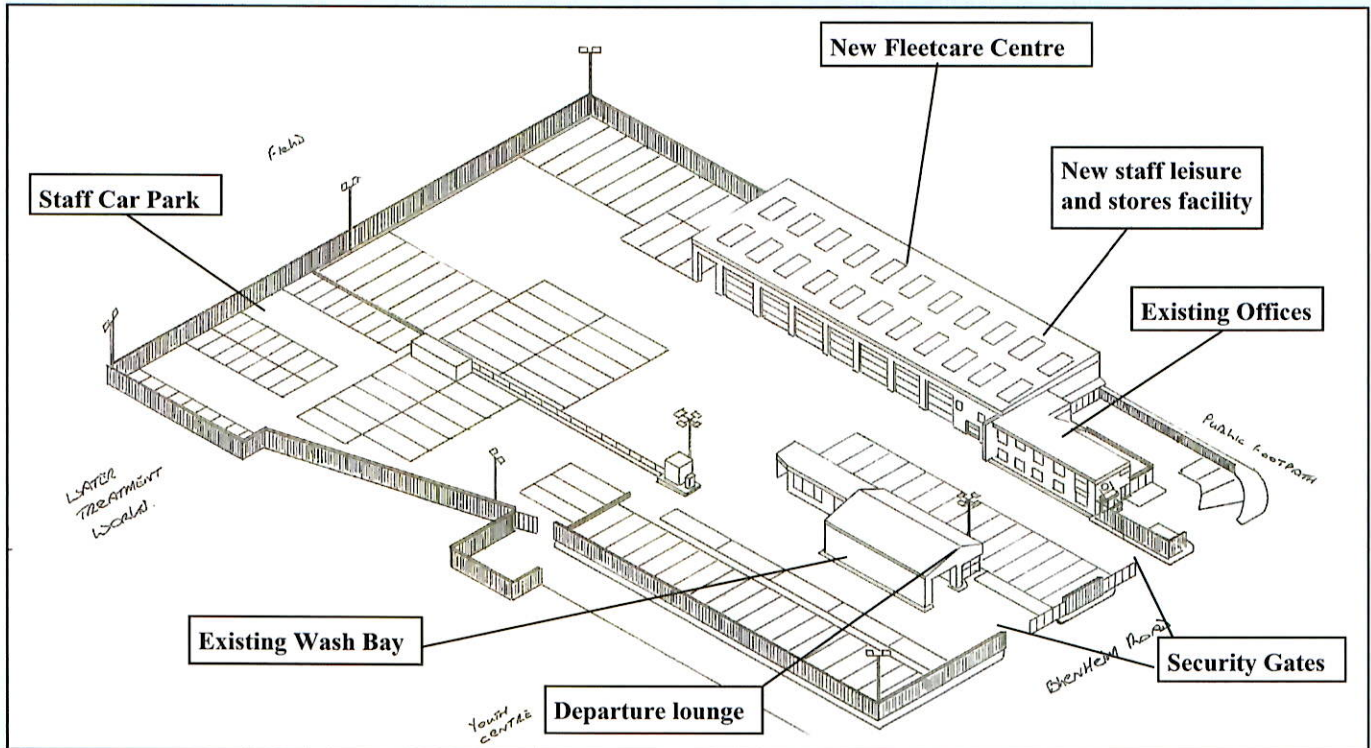 New Fleetcare Centre
Field
Staff Car Park
New staff leisure
and stores facility
Existing Offices
Public Footpath
WATER
TREATMENT
Existing Wash Bay
Security Gates
Blenheim Road
Youth
Centre
Departure lounge